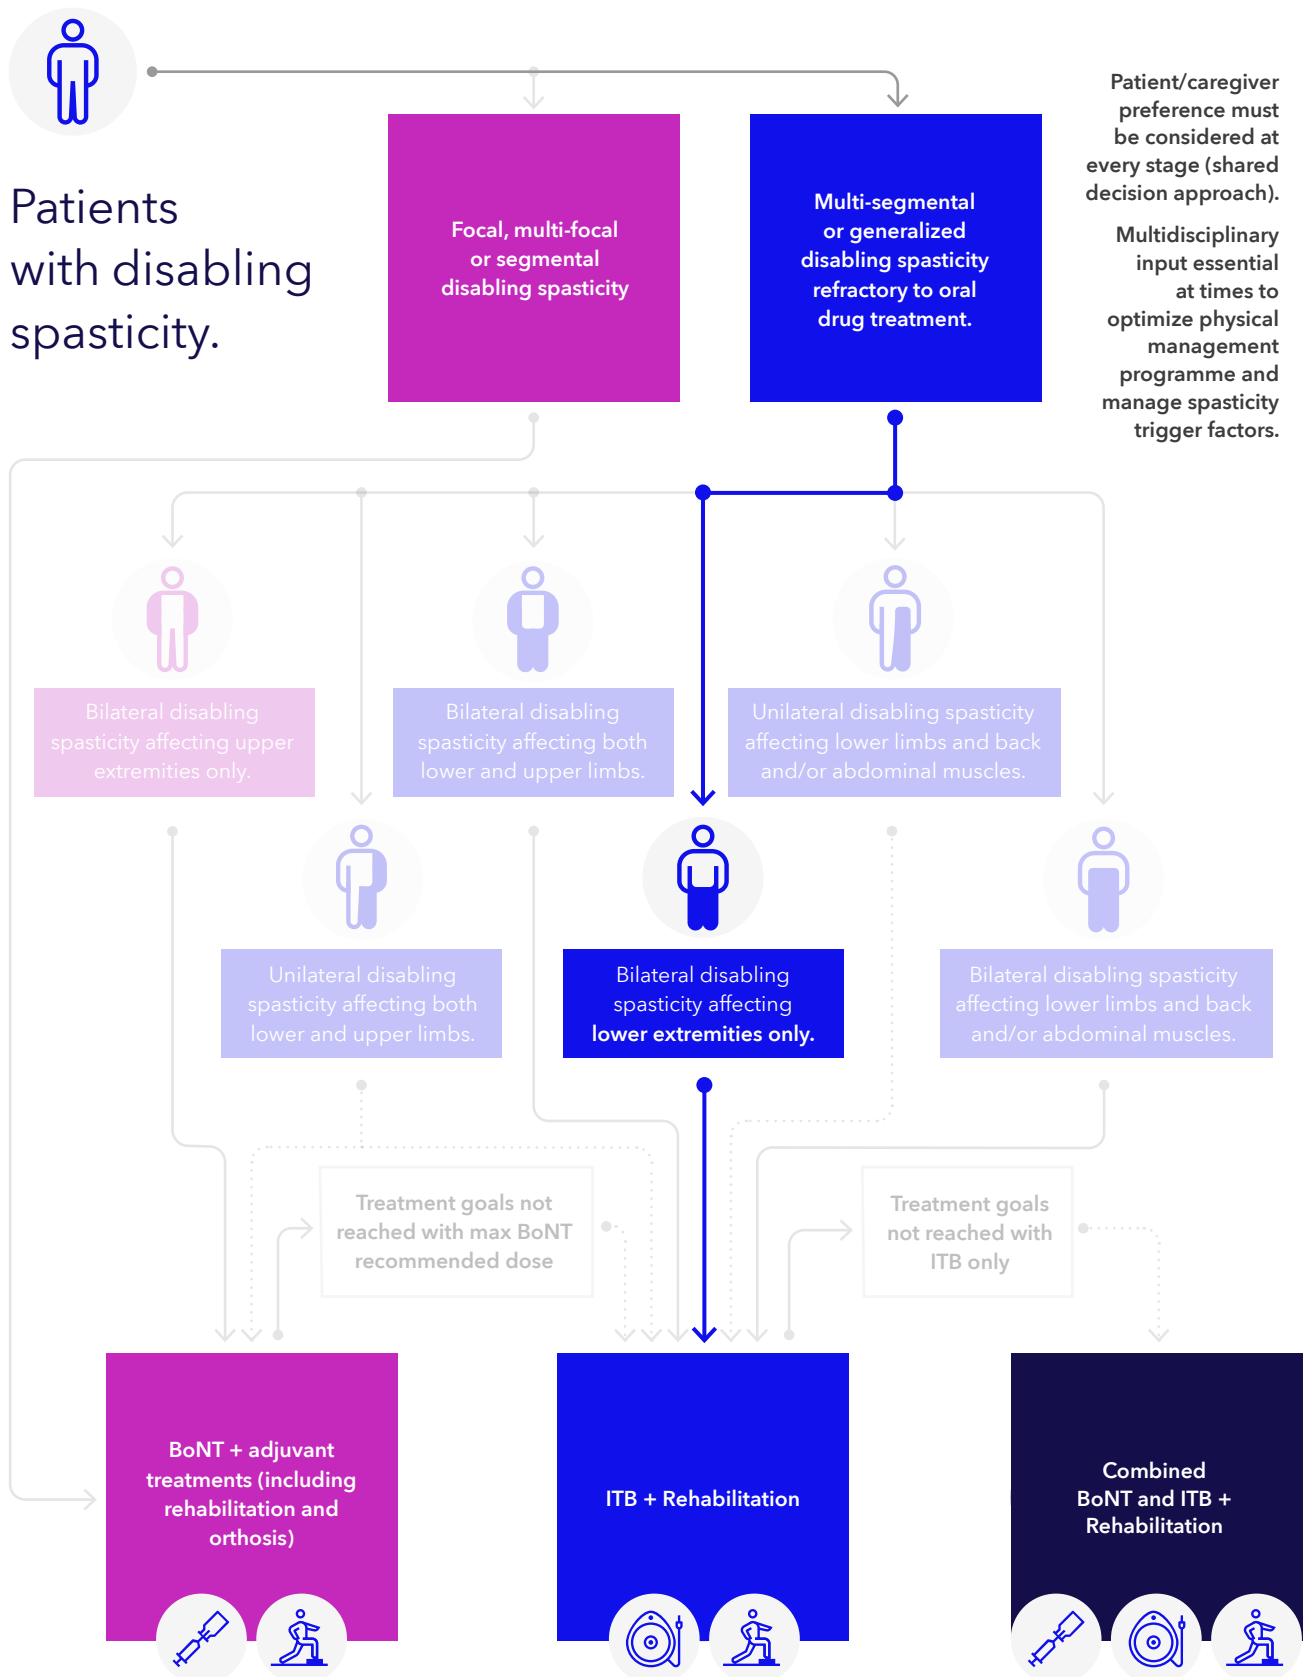 Patients
with disabling
spasticity.
Focal, multi-focal
or segmental
disabling spasticity
Multi-segmental
or generalized
disabling spasticity
refractory to oral
drug treatment.
Patient/caregiver
preference must
be considered at
every stage (shared
decision approach).
Multidisciplinary
input essential
at times to
optimize physical
management
programme and
manage spasticity
trigger factors.
Bilateral disabling
spasticity affecting upper
extremities only.
Bilateral disabling
spasticity affecting both
lower and upper limbs.
Unilateral disabling spasticity
affecting lower limbs and back
and/or abdominal muscles.
Unilateral disabling
spasticity affecting both
lower and upper limbs.
Bilateral disabling
spasticity affecting
lower extremities only.
Bilateral disabling spasticity
affecting lower limbs and back
and/or abdominal muscles.
Treatment goals not
reached with max BoNT
recommended dose
Treatment goals
not reached with
ITB only
BoNT + adjuvant
treatments (including
rehabilitation and
orthosis)
ITB + Rehabilitation
Combined
BoNT and ITB +
Rehabilitation